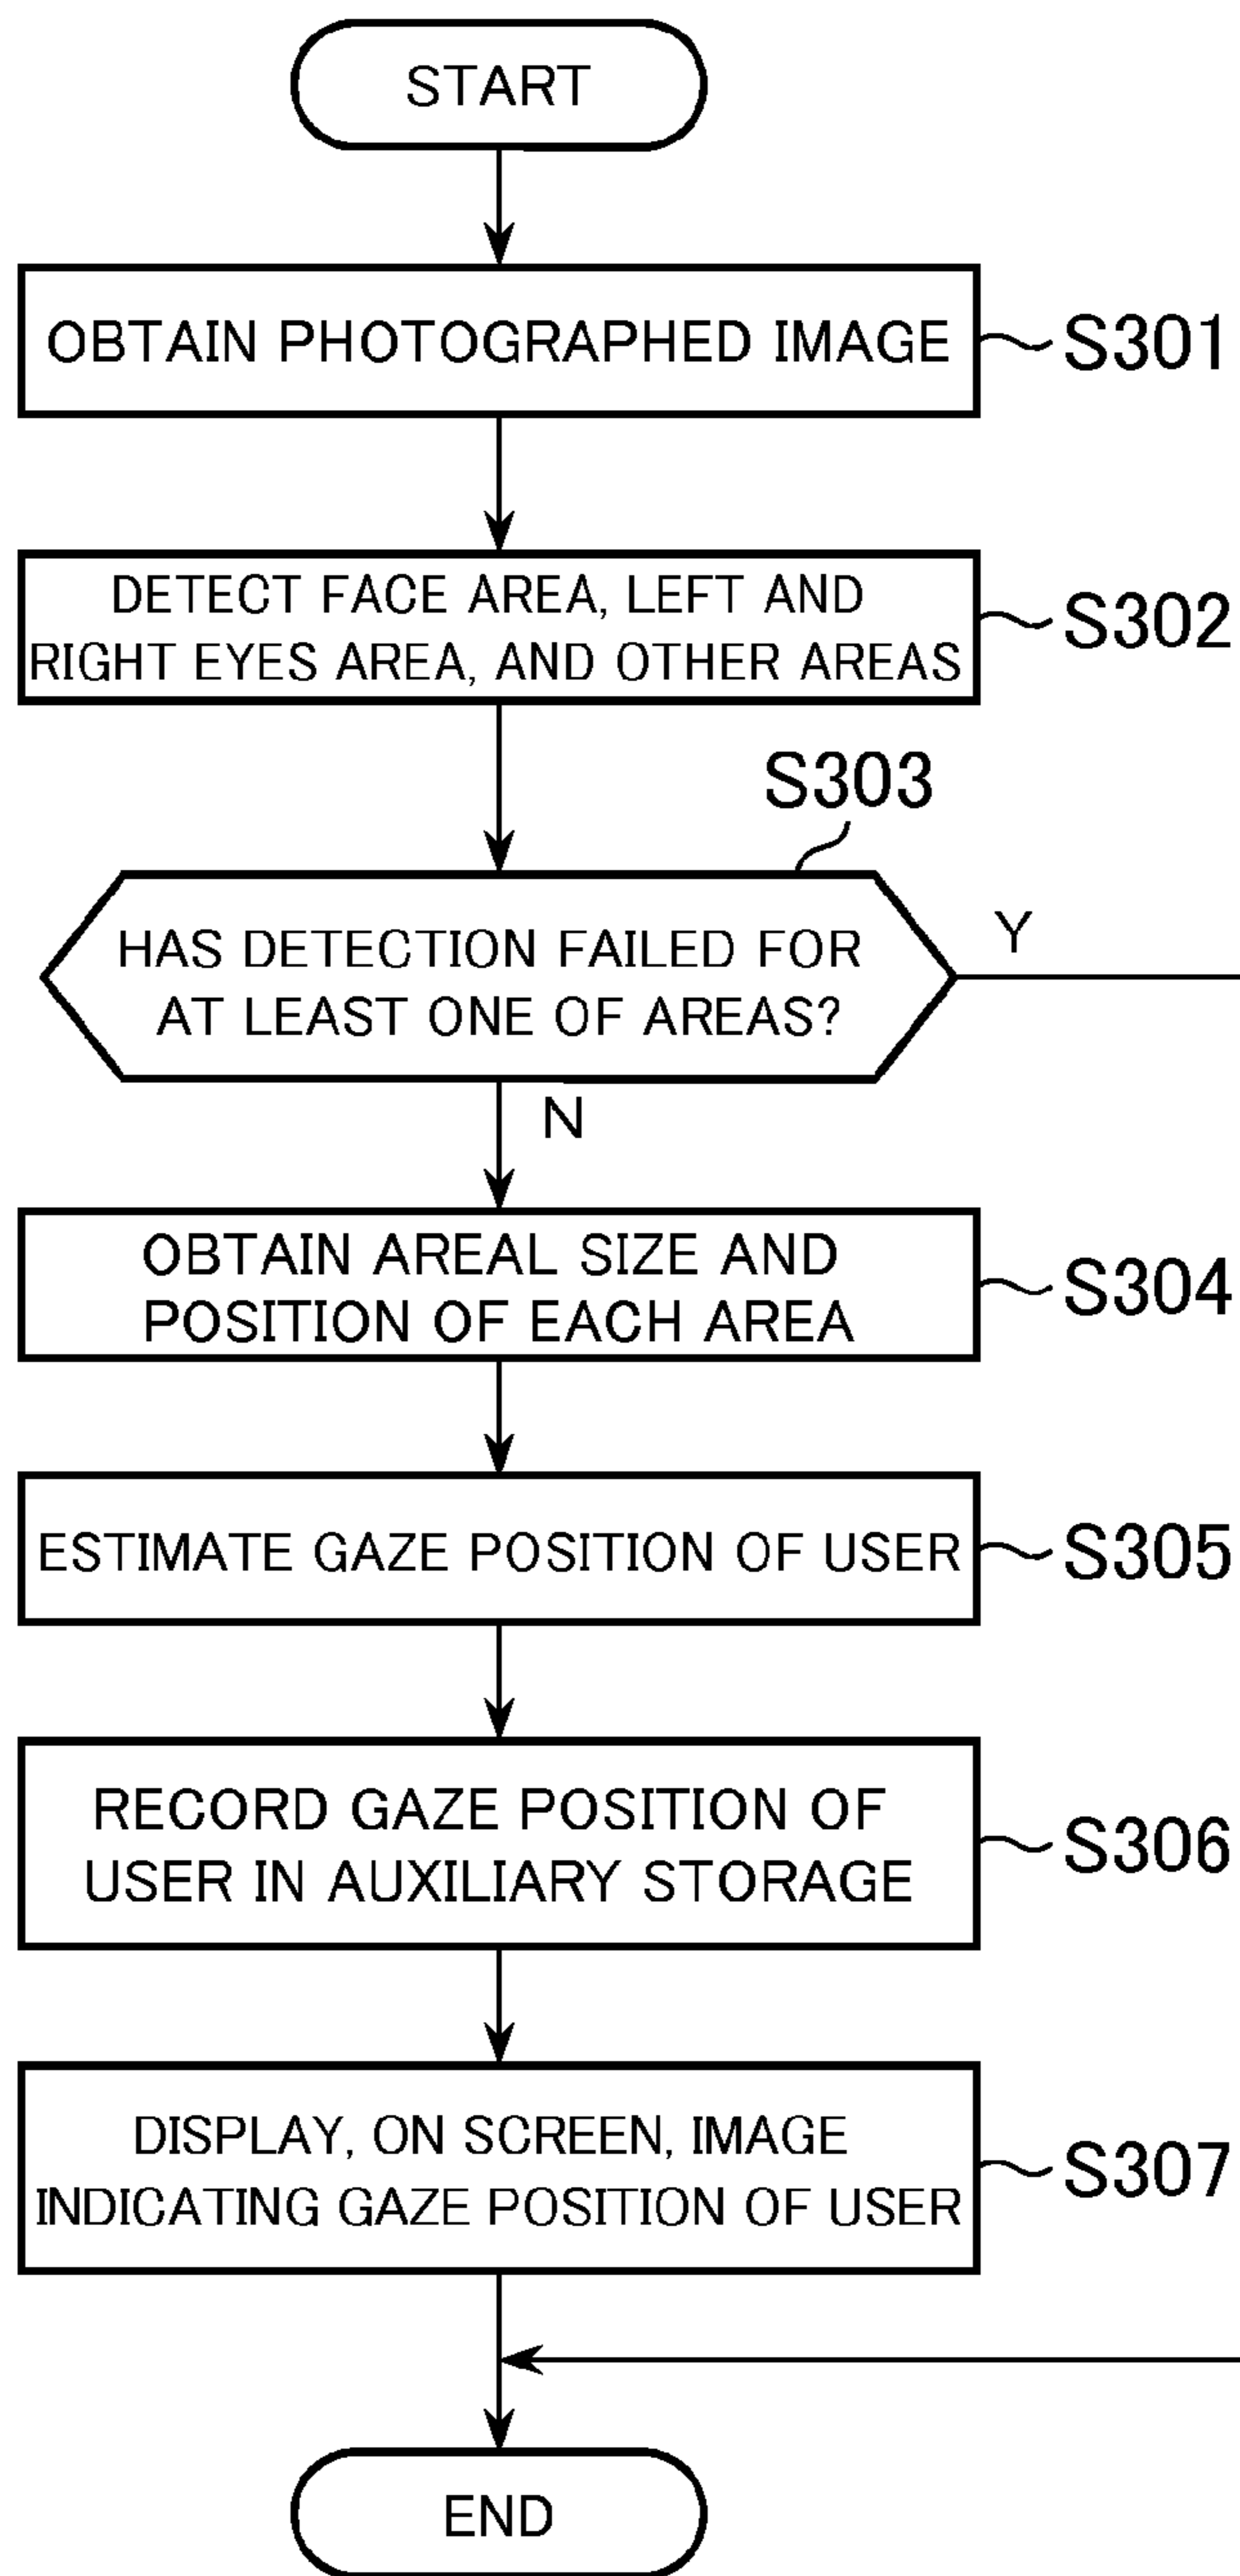 START
OBTAIN PHOTOGRAPHED IMAGE
S301
DETECT FACE AREA, LEFT AND
RIGHT EYES AREA, AND OTHER AREAS
S302
S303
HAS DETECTION FAILED FOR
AT LEAST ONE OF AREAS?
Y
N
OBTAIN AREAL SIZE AND
POSITION OF EACH AREA
S304
ESTIMATE GAZE POSITION OF USER
S305
RECORD GAZE POSITION OF
USER IN AUXILIARY STORAGE
S306
DISPLAY, ON SCREEN, IMAGE
INDICATING GAZE POSITION OF USER
S307
END